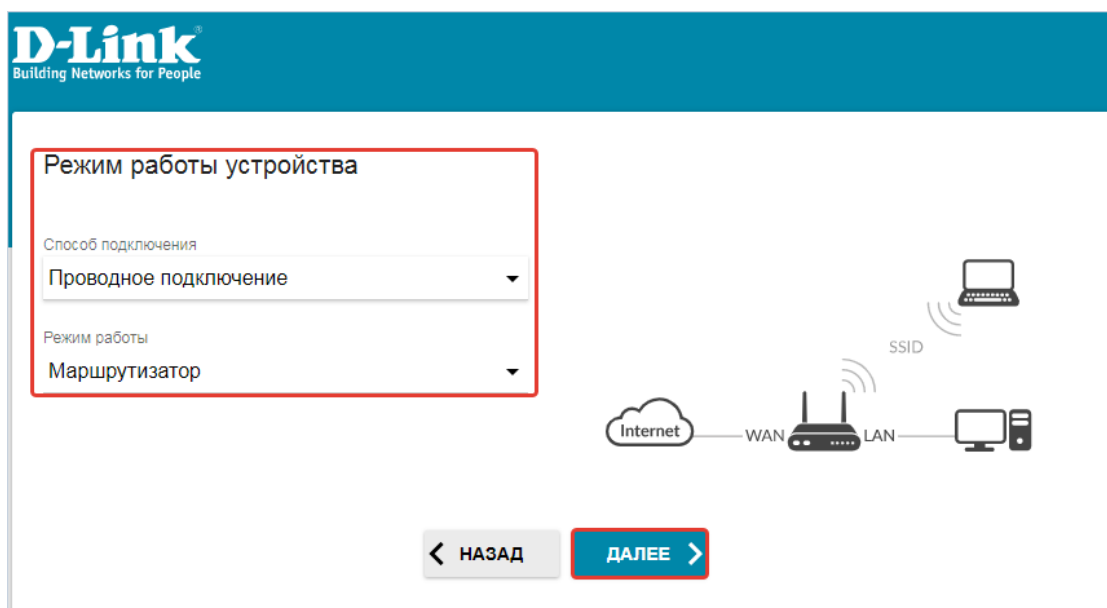 D-Link®
Building Networks for People
Режим работы устройства
Способ подключения
Проводное подключение
Режим работы
Маршрутизатор
SSID
Internet
WAN
LAN
НАЗАД
ДАЛЕЕ